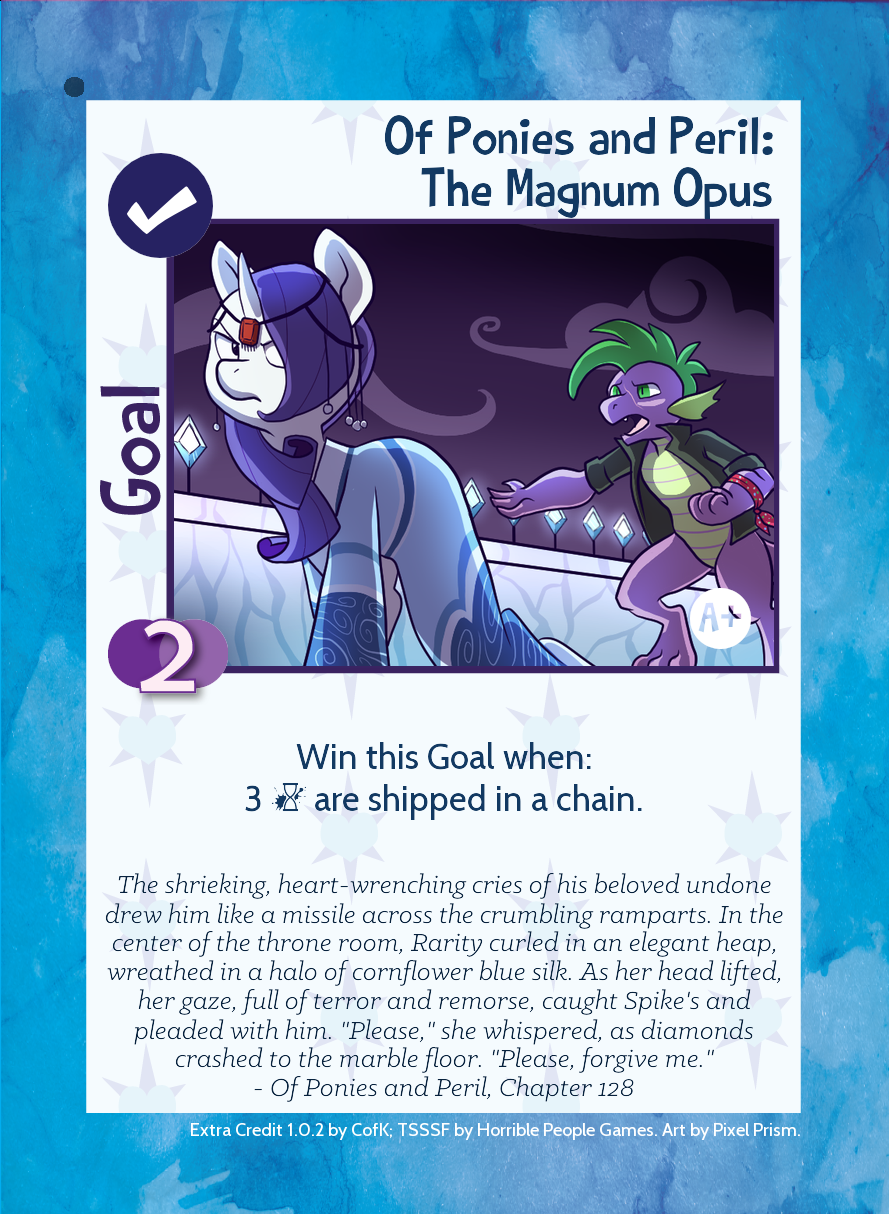 Of Ponies and Peril:
The Magnum Opus
Goal
A+
2
Win this Goal when:
3 are shipped in a chain.
The shrieking, heart-wrenching cries of his beloved undone
drew him like a missile across the crumbling ramparts. In the
center of the throne room, Rarity curled in an elegant heap,
wreathed in a halo of cornflower blue silk. As her head lifted,
her gaze, full of terror and remorse, caught Spike's and
pleaded with him. "Please," she whispered, as diamonds
crashed to the marble floor. "Please, forgive me."
- Of Ponies and Peril, Chapter 128
Extra Credit 1.0.2 by CofK; TSSSF by Horrible People Games. Art by Pixel Prism.